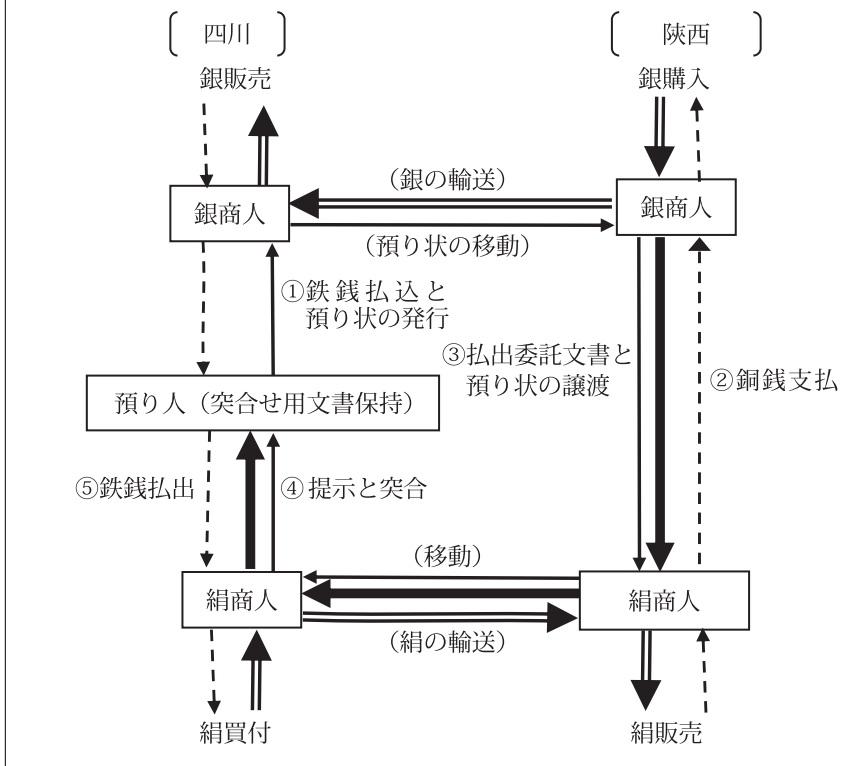 〔 四川 〕
〔 陝西 〕
銀販売
銀購入
(銀の輸送)
銀商人
銀商人
(預り状の移動)
①鉄銭払込と
預り状の発行
③払出委託文書と
預り状の譲渡
②銅銭支払
預り人(突合せ用文書保持)
⑤鉄銭払出
④提示と突合
(移動)
絹商人
絹商人
(絹の輸送)
絹買付
絹販売